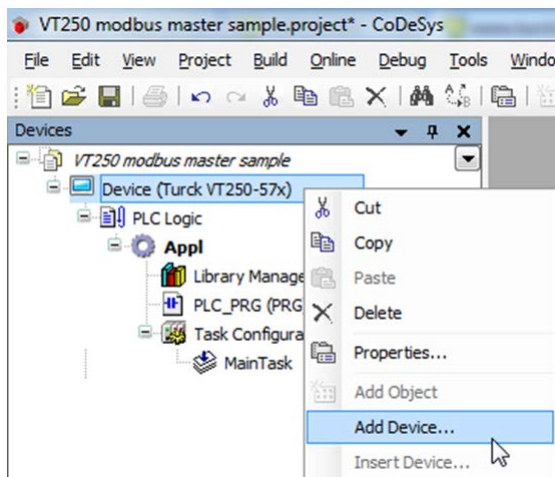 VT250 modbus master sample.project* - CoDeSys
File Edit View Project Build Online Debug Tools Windo
Devices
VT250 modbus master sample
Device (Turck VT250-57x)
PLC Logic
Appl
Library Manage
PLC_PRG (PRG
Task Configura
MainTask
Cut
Copy
Paste
Delete
Properties...
Add Object
Add Device...
Insert Device...